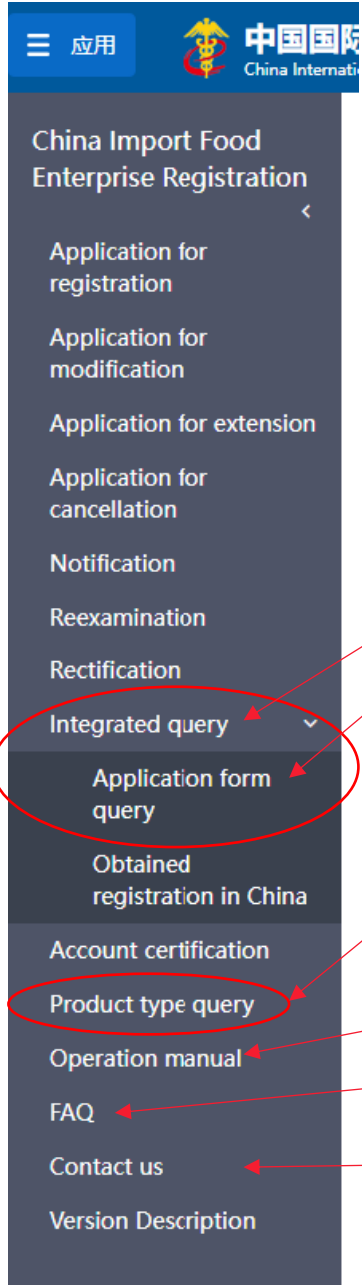 应用
中国国
China Internati
China Import Food
Enterprise Registration
Application for
registration
Application for
modification
Application for extension
Application for
cancellation
Notification
Reexamination
Rectification
Integrated query
Application form
query
Obtained
registration in China
Account certification
Product type query
Operation manual
FAQ
Contact us
Version Description